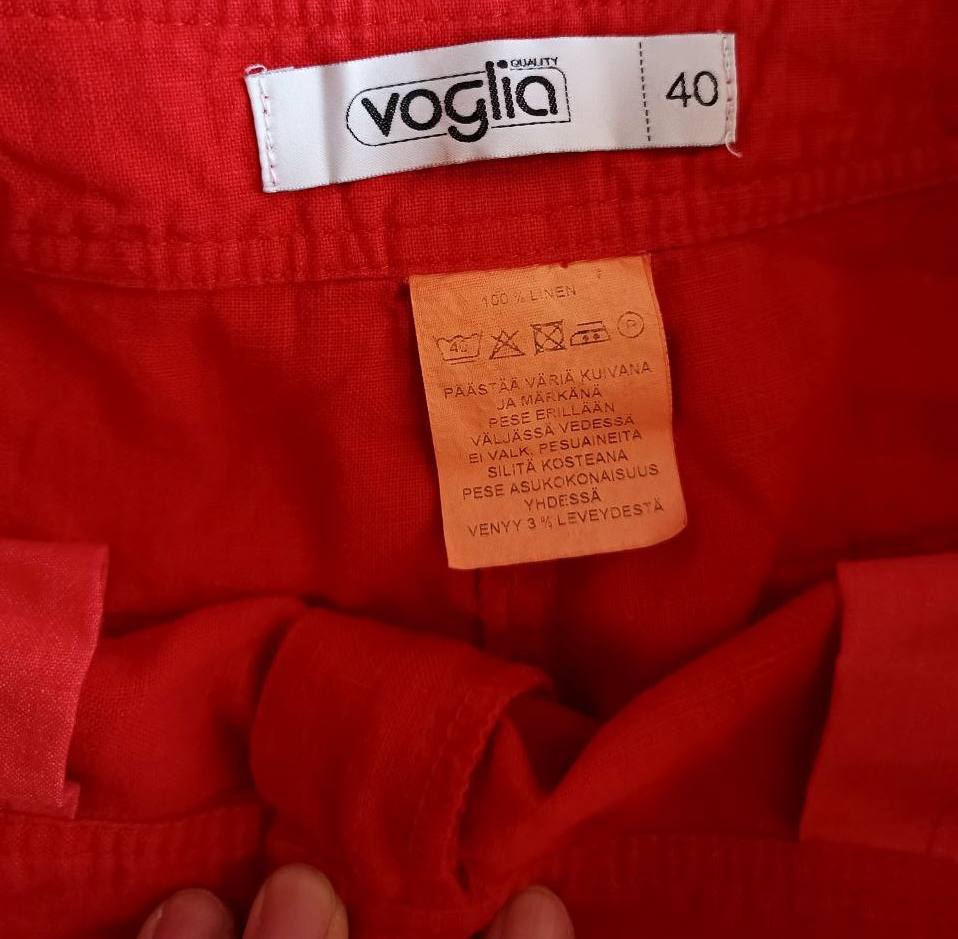 QUALITY
voglia
40
100 % LINEN
40
P
PÄÄSTÄÄ VÄRIÄ KUIVANA
JA MÄRKÄNÄ
PESE ERILLÄÄN
VÄLJÄSSÄ VEDESSÄ
EI VALK. PESUAINEITA
SILITÄ KOSTEANA
PESE ASUKOKONAISUUS
YHDESSÄ
VENYY 3 % LEVEYDESTÄ